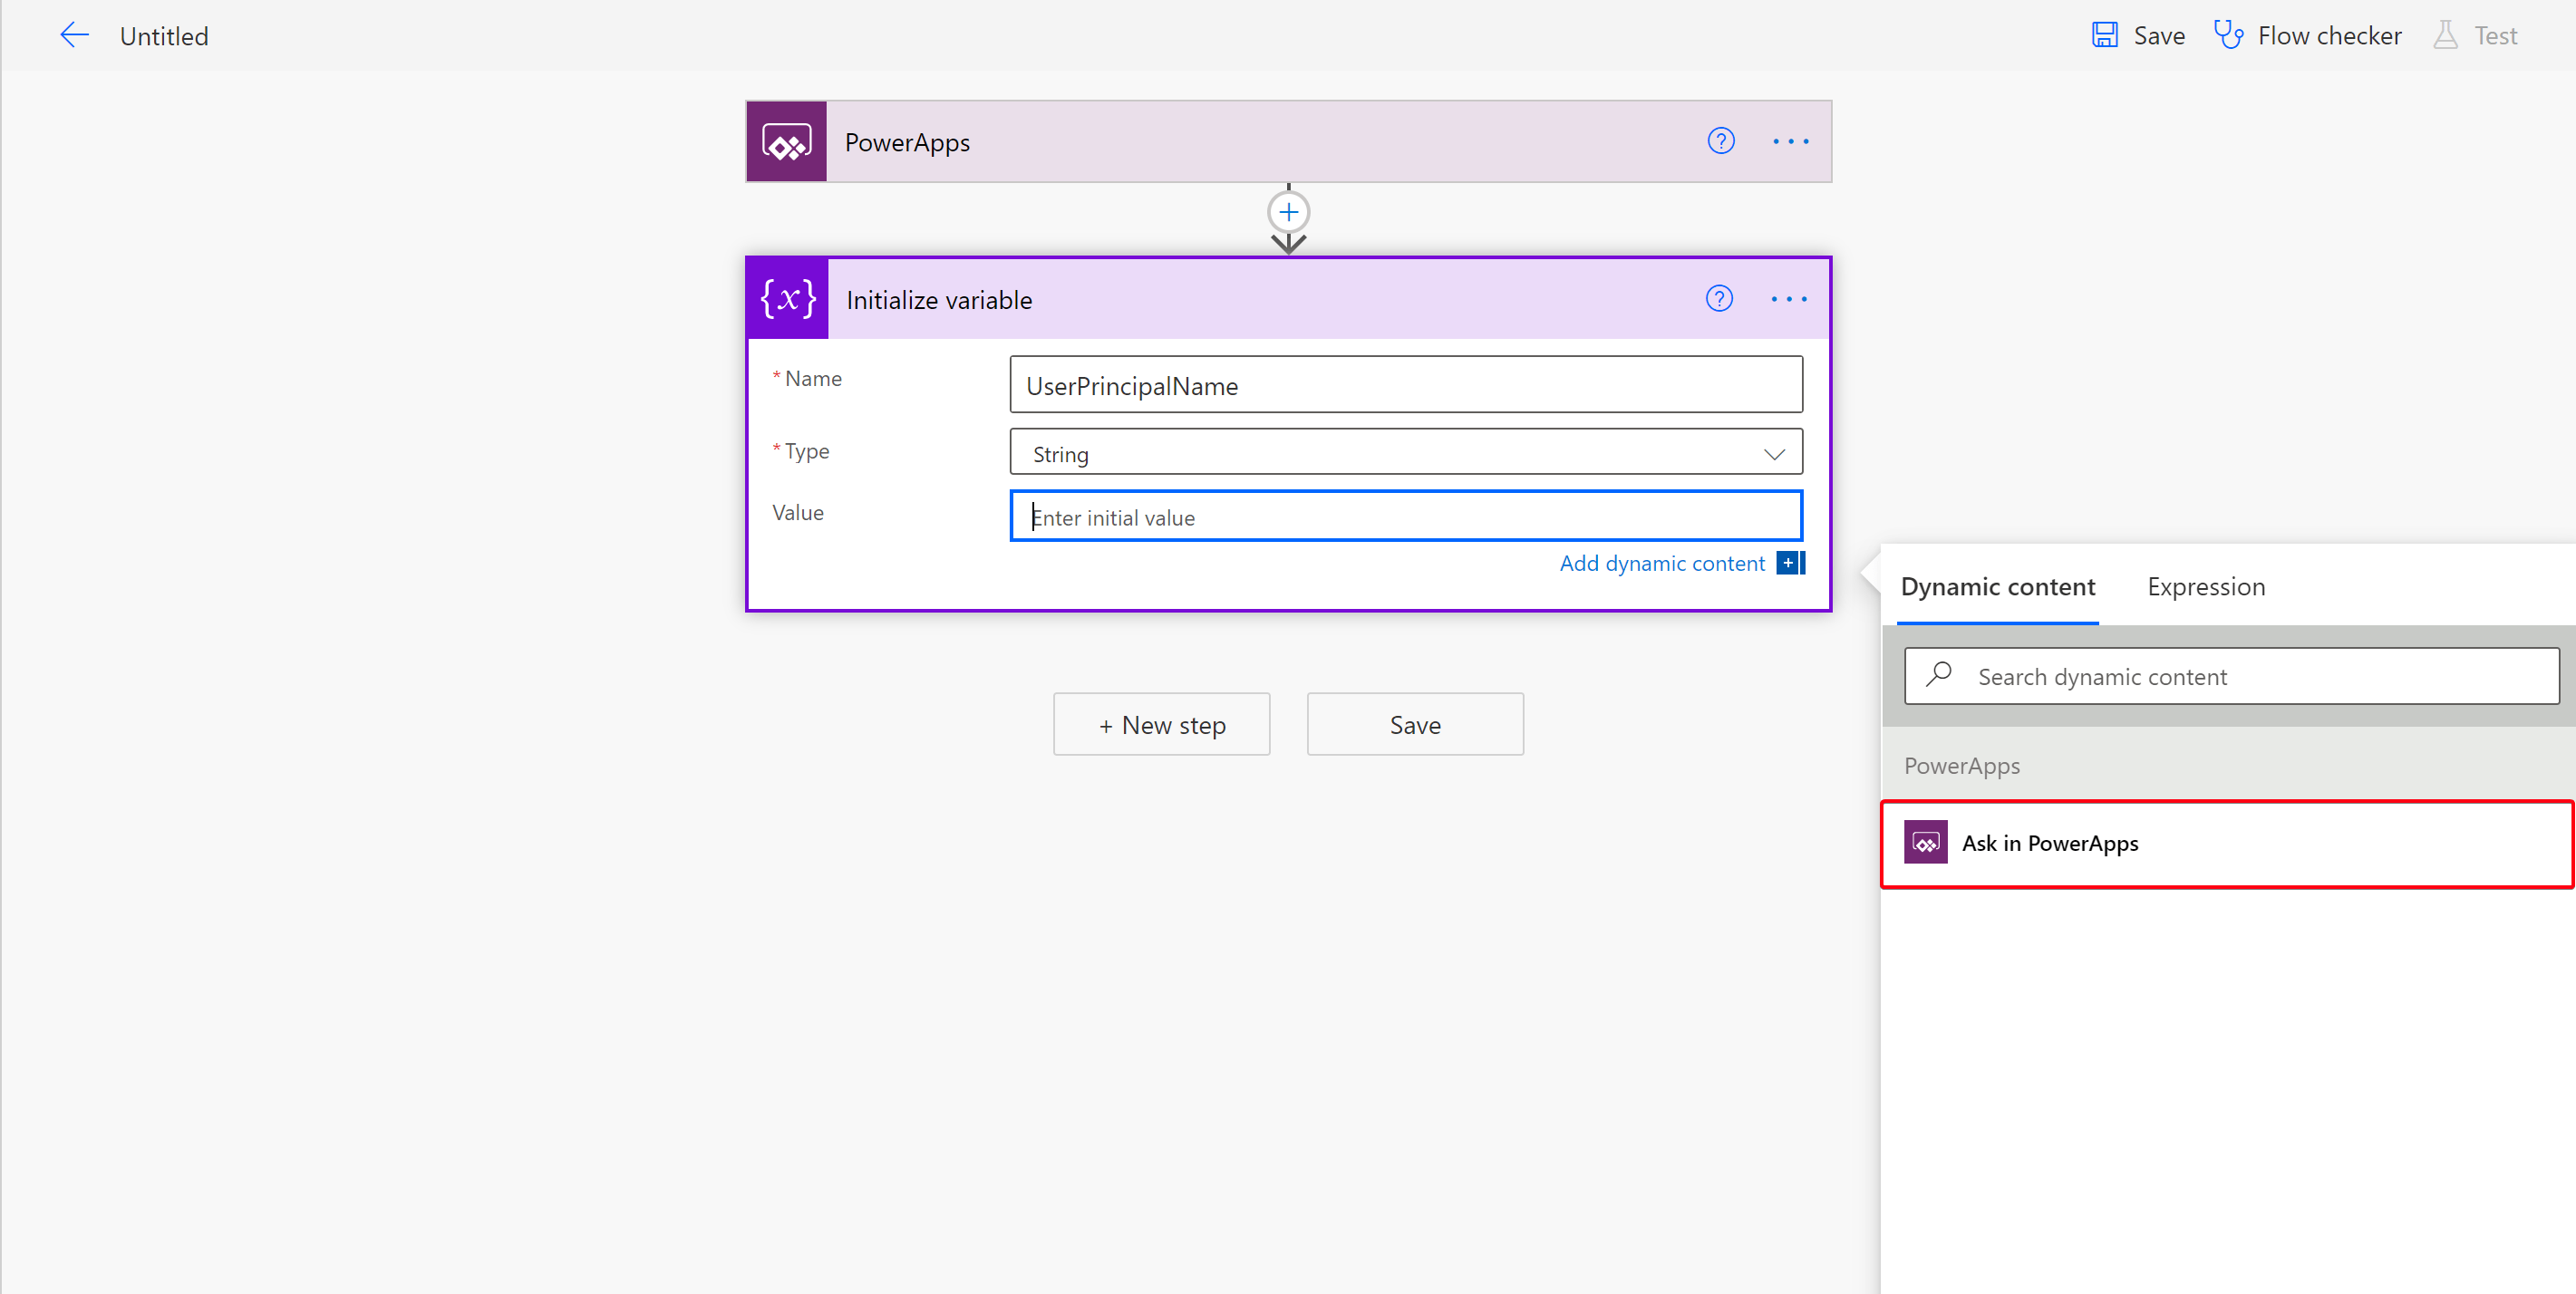 Untitled
Save
Flow checker
Test
PowerApps
{x}
Initialize variable
* Name
UserPrincipalName
* Type
String
Value
Enter initial value
Add dynamic content
+ New step
Save
Dynamic content
Expression
Search dynamic content
PowerApps
Ask in PowerApps